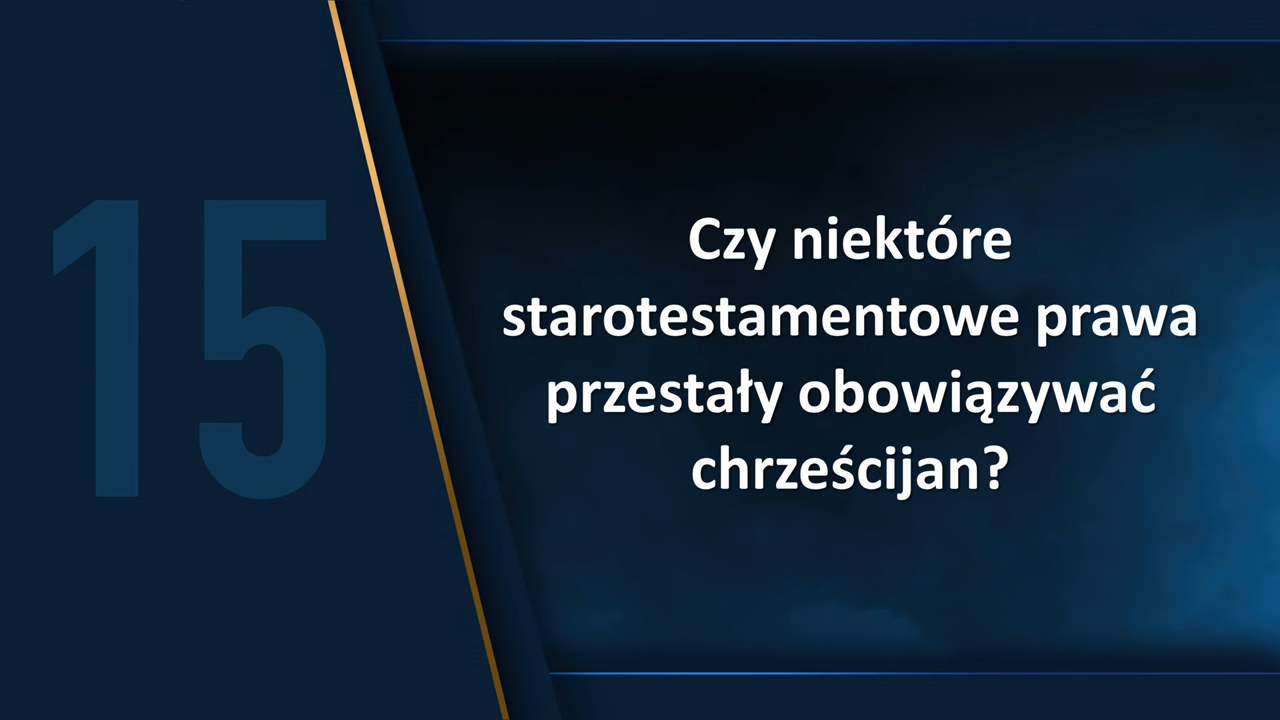 15
Czy niektóre
starotestamentowe prawa
przestały obowiązywać
chrześcijan?